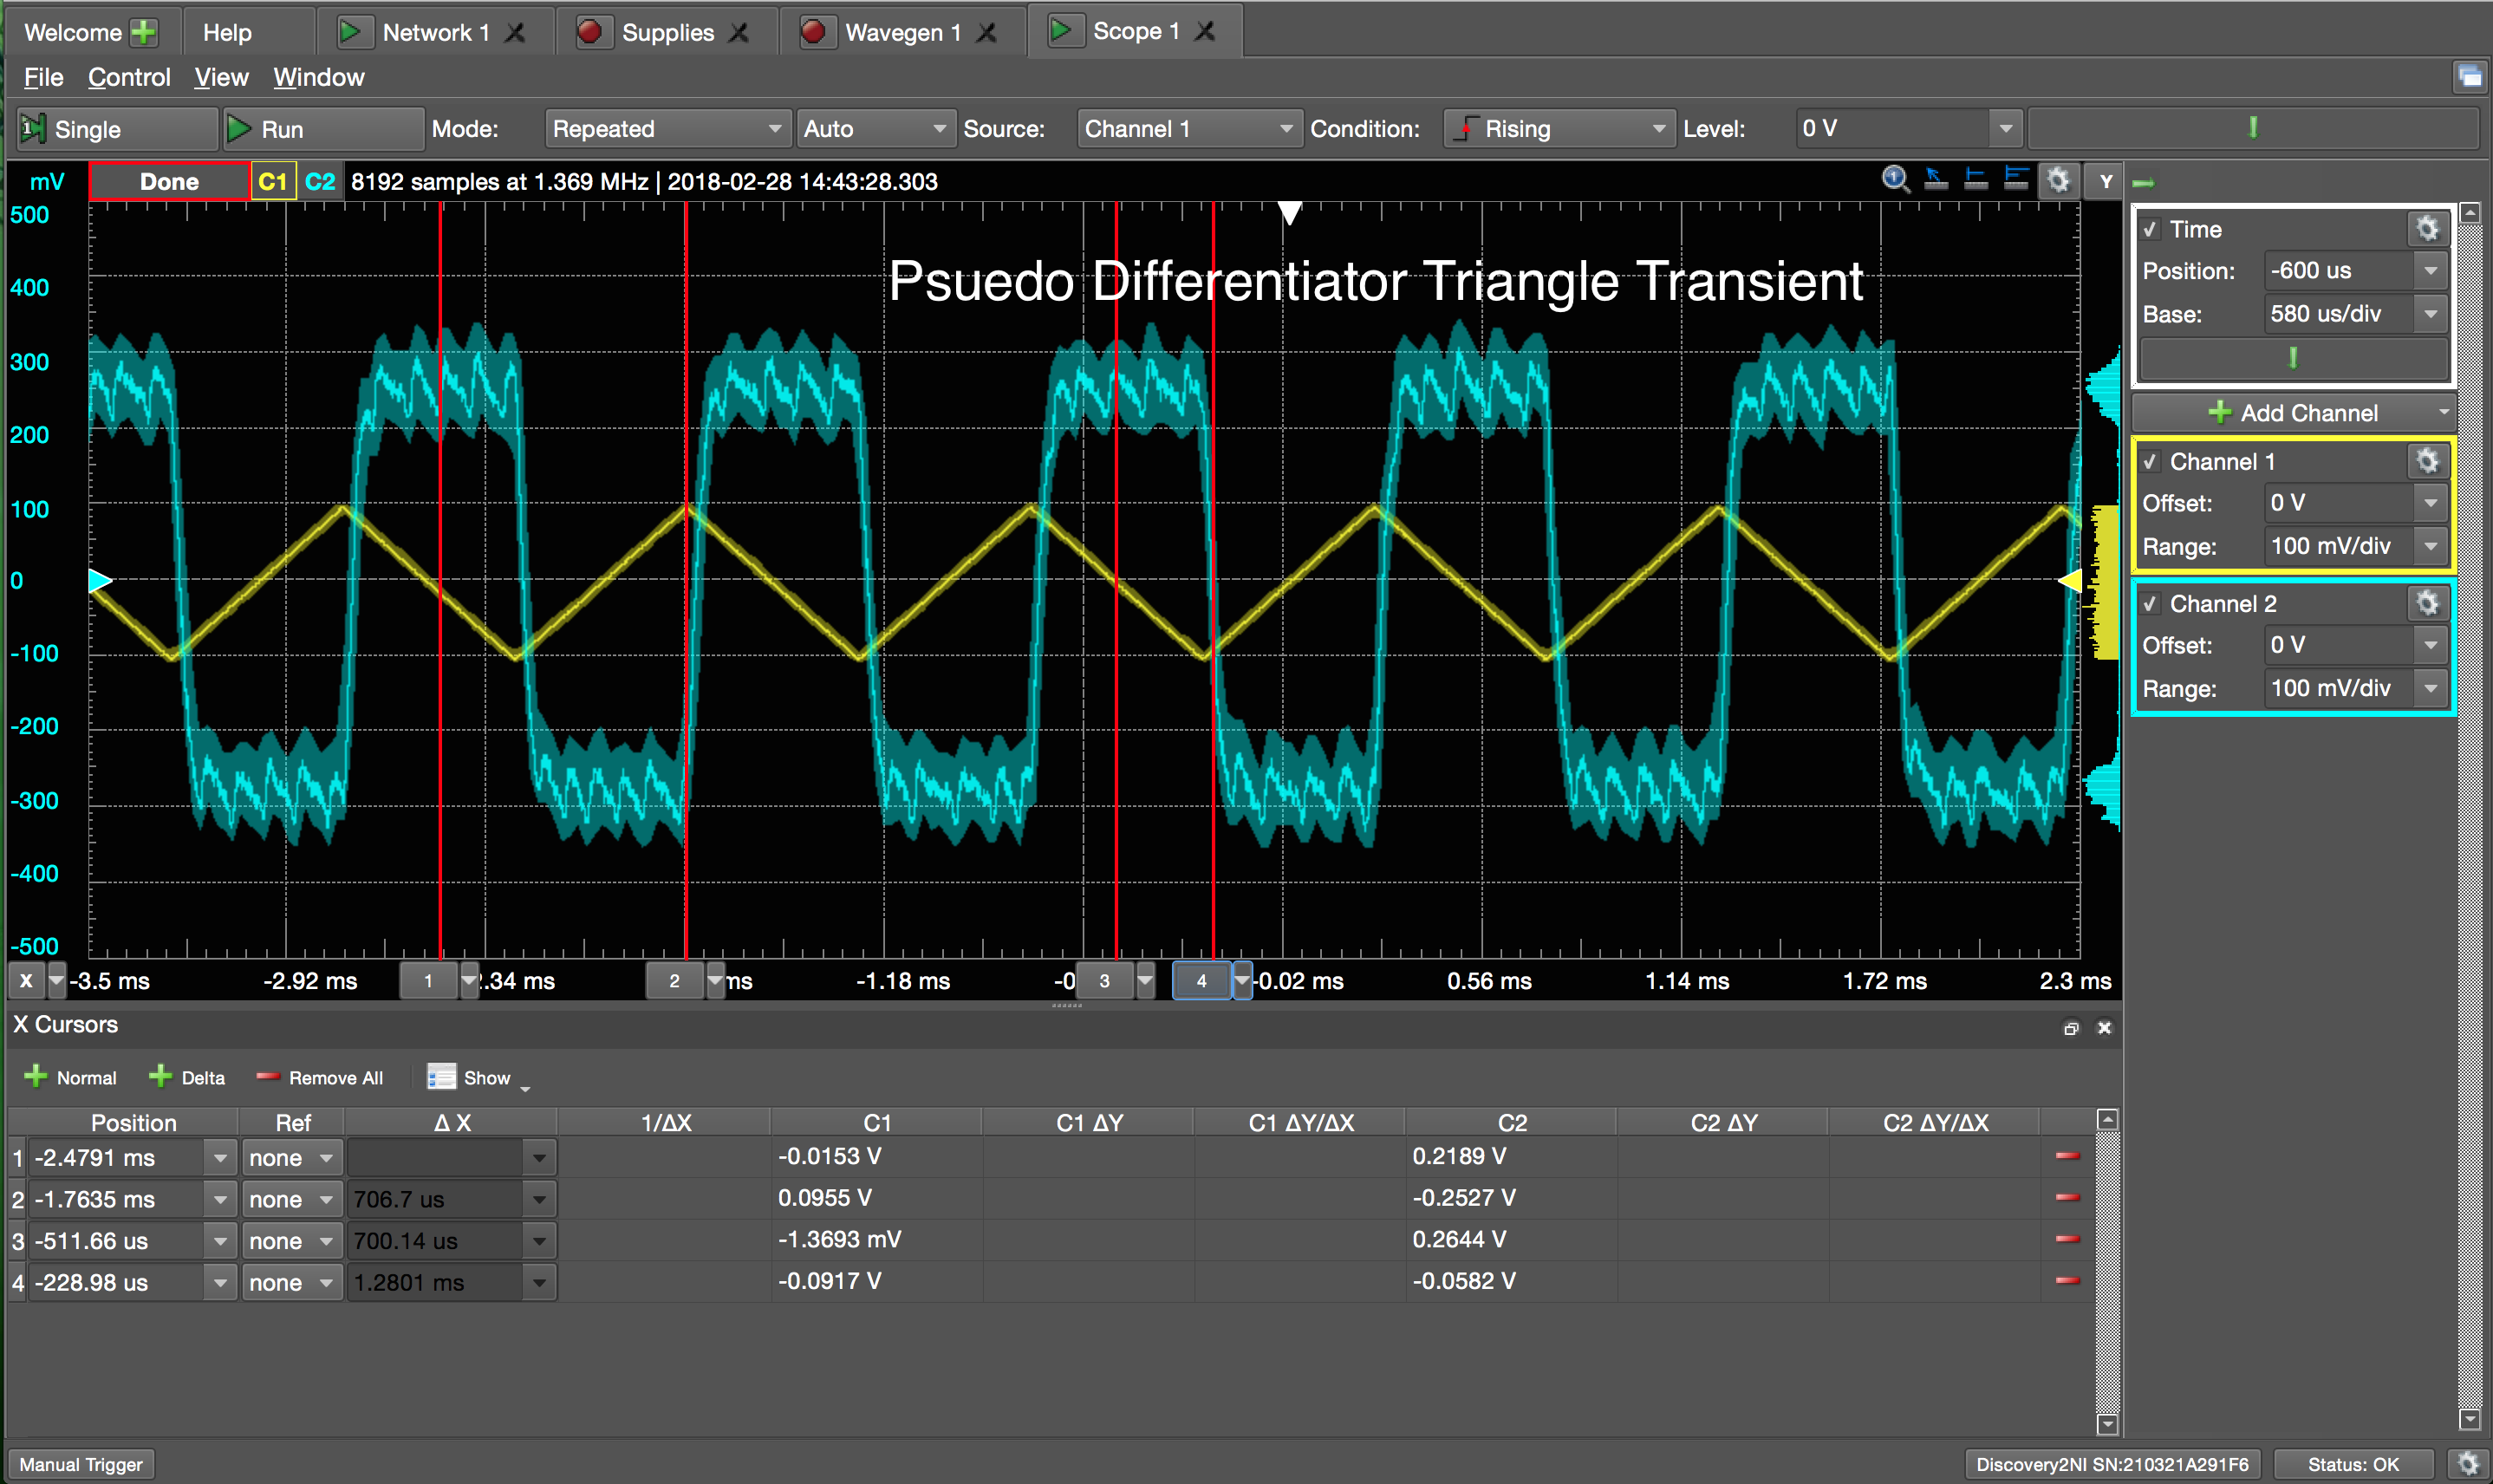 Welcome Help Network 1 Supplies Wavegen 1 Scope 1
File Control View Window
1 Single Run Mode: Repeated Auto Source: Channel 1 Condition: Rising Level: 0 V
mV Done C1 C2 8192 samples at 1.369 MHz | 2018-02-28 14:43:28.303 1 Y
Psuedo Differentiator Triangle Transient
500
400
300
200
100
0
-100
-200
-300
-400
-500
X -3.5 ms -2.92 ms 1 2.34 ms 2 ms -1.18 ms -0 3 4 -0.02 ms 0.56 ms 1.14 ms 1.72 ms 2.3 ms
Time
Position: -600 us
Base: 580 us/div
Add Channel
Channel 1
Offset: 0 V
Range: 100 mV/div
Channel 2
Offset: 0 V
Range: 100 mV/div
X Cursors
Normal Delta Remove All Show
Position Ref Δ X 1/ΔX C1 C1 ΔY C1 ΔY/ΔX C2 C2 ΔY C2 ΔY/ΔX
1 -2.4791 ms none -0.0153 V 0.2189 V
2 -1.7635 ms none 706.7 us 0.0955 V -0.2527 V
3 -511.66 us none 700.14 us -1.3693 mV 0.2644 V
4 -228.98 us none 1.2801 ms -0.0917 V -0.0582 V
Manual Trigger Discovery2NI SN:210321A291F6 Status: OK